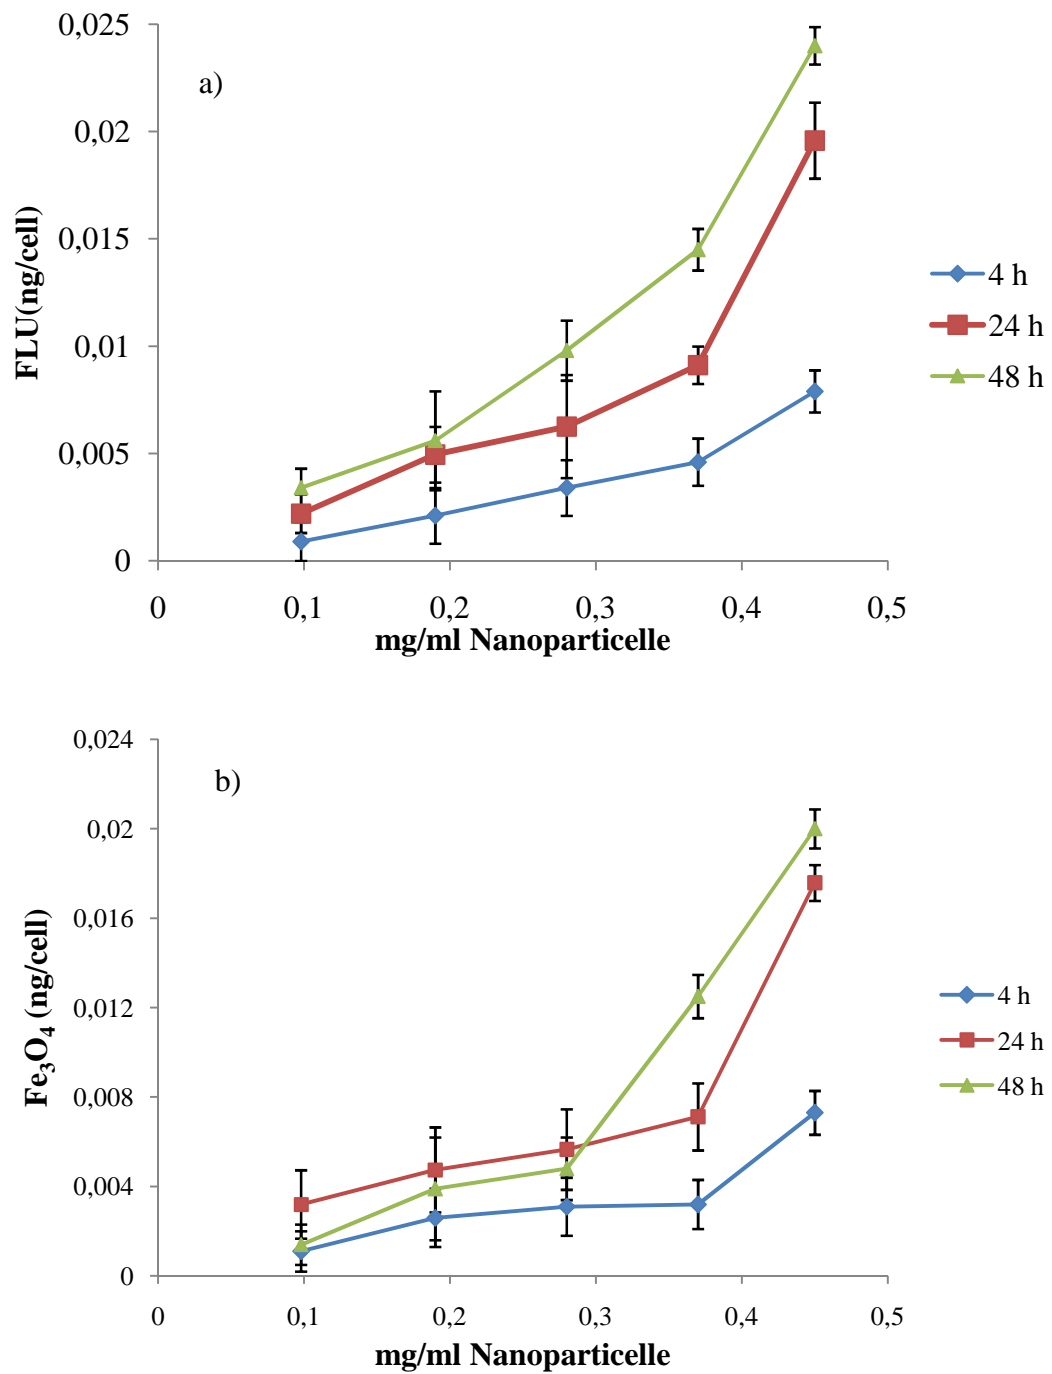 a)
FLU(ng/cell)
0,025
0,02
0,015
0,01
0,005
0
0
0,1
0,2
0,3
0,4
0,5
mg/ml Nanoparticelle
4 h
24 h
48 h
b)
Fe₃O₄ (ng/cell)
0,024
0,02
0,016
0,012
0,008
0,004
0
0
0,1
0,2
0,3
0,4
0,5
mg/ml Nanoparticelle
4 h
24 h
48 h